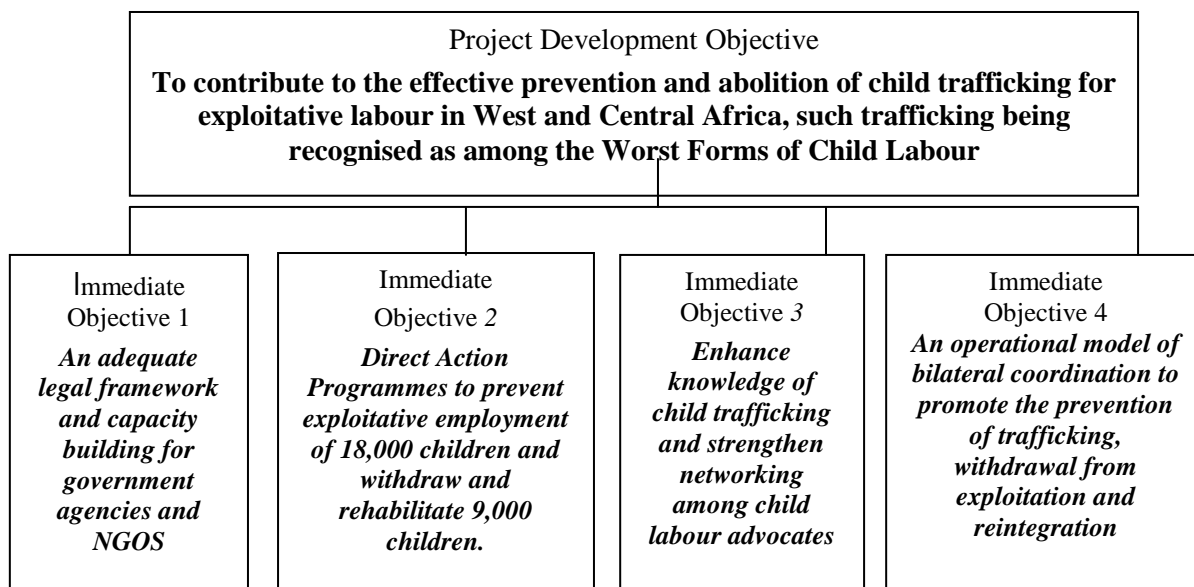 Project Development Objective
To contribute to the effective prevention and abolition of child trafficking for
exploitative labour in West and Central Africa, such trafficking being
recognised as among the Worst Forms of Child Labour
Immediate
Objective 1
An adequate
legal framework
and capacity
building for
government
agencies and
NGOS
Immediate
Objective 2
Direct Action
Programmes to prevent
exploitative employment
of 18,000 children and
withdraw and
rehabilitate 9,000
children.
Immediate
Objective 3
Enhance
knowledge of
child trafficking
and strengthen
networking
among child
labour advocates
Immediate
Objective 4
An operational model of
bilateral coordination to
promote the prevention
of trafficking,
withdrawal from
exploitation and
reintegration